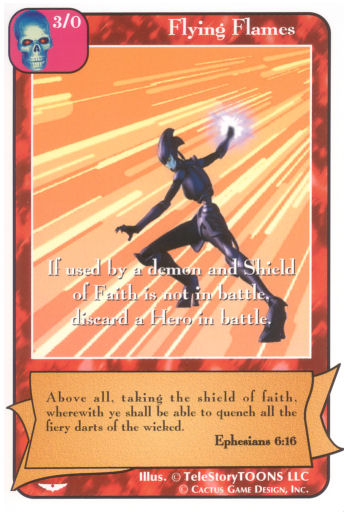 3/0
Flying Flames
If used by a demon and Shield
of Faith is not in battle,
discard a Hero in battle.
Above all, taking the shield of faith,
wherewith ye shall be able to quench all the
fiery darts of the wicked.
Ephesians 6:16
Illus. © TeleStoryTOONS LLC
© Cactus Game Design, Inc.